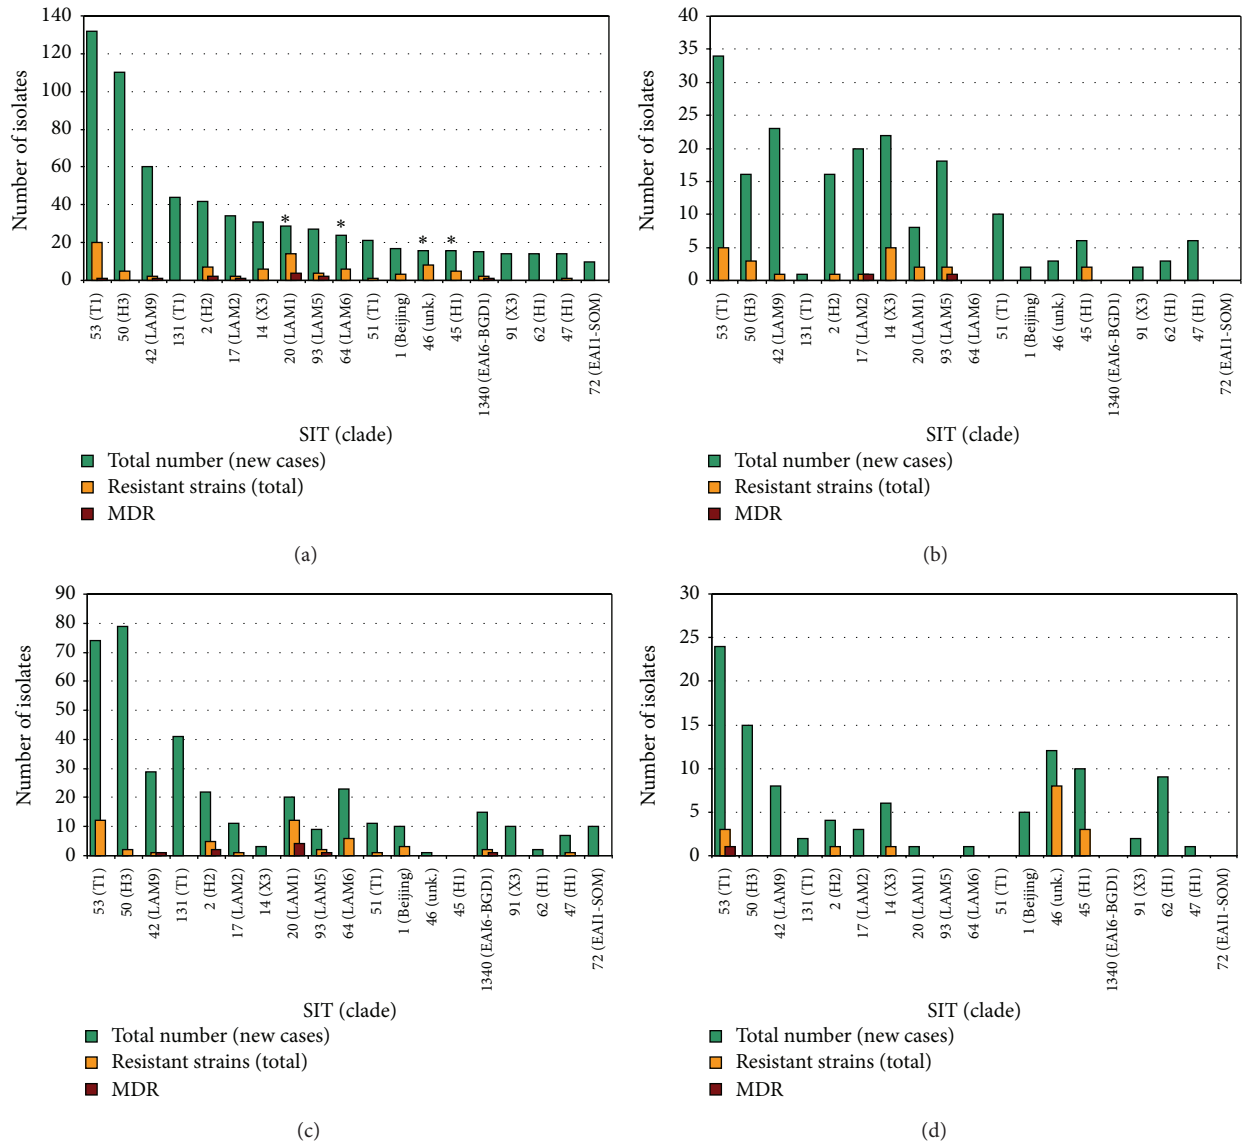 Number of isolates
140
120
100
80
60
40
20
0
* * * *
53 (T1)
50 (H3)
42 (LAM9)
131 (T1)
2 (H2)
17 (LAM2)
14 (X3)
20 (LAM1)
93 (LAM5)
64 (LAM6)
51 (T1)
1 (Beijing)
46 (unk.)
45 (H1)
1340 (EAI6-BGD1)
91 (X3)
62 (H1)
47 (H1)
72 (EAI1-SOM)
SIT (clade)
Total number (new cases)
Resistant strains (total)
MDR
(a)
Number of isolates
40
35
30
25
20
15
10
5
0
53 (T1)
50 (H3)
42 (LAM9)
131 (T1)
2 (H2)
17 (LAM2)
14 (X3)
20 (LAM1)
93 (LAM5)
64 (LAM6)
51 (T1)
1 (Beijing)
46 (unk.)
45 (H1)
1340 (EAI6-BGD1)
91 (X3)
62 (H1)
47 (H1)
72 (EAI1-SOM)
SIT (clade)
Total number (new cases)
Resistant strains (total)
MDR
(b)
Number of isolates
90
80
70
60
50
40
30
20
10
0
53 (T1)
50 (H3)
42 (LAM9)
131 (T1)
2 (H2)
17 (LAM2)
14 (X3)
20 (LAM1)
93 (LAM5)
64 (LAM6)
51 (T1)
1 (Beijing)
46 (unk.)
45 (H1)
1340 (EAI6-BGD1)
91 (X3)
62 (H1)
47 (H1)
72 (EAI1-SOM)
SIT (clade)
Total number (new cases)
Resistant strains (total)
MDR
(c)
Number of isolates
30
25
20
15
10
5
0
53 (T1)
50 (H3)
42 (LAM9)
131 (T1)
2 (H2)
17 (LAM2)
14 (X3)
20 (LAM1)
93 (LAM5)
64 (LAM6)
51 (T1)
1 (Beijing)
46 (unk.)
45 (H1)
1340 (EAI6-BGD1)
91 (X3)
62 (H1)
47 (H1)
72 (EAI1-SOM)
SIT (clade)
Total number (new cases)
Resistant strains (total)
MDR
(d)